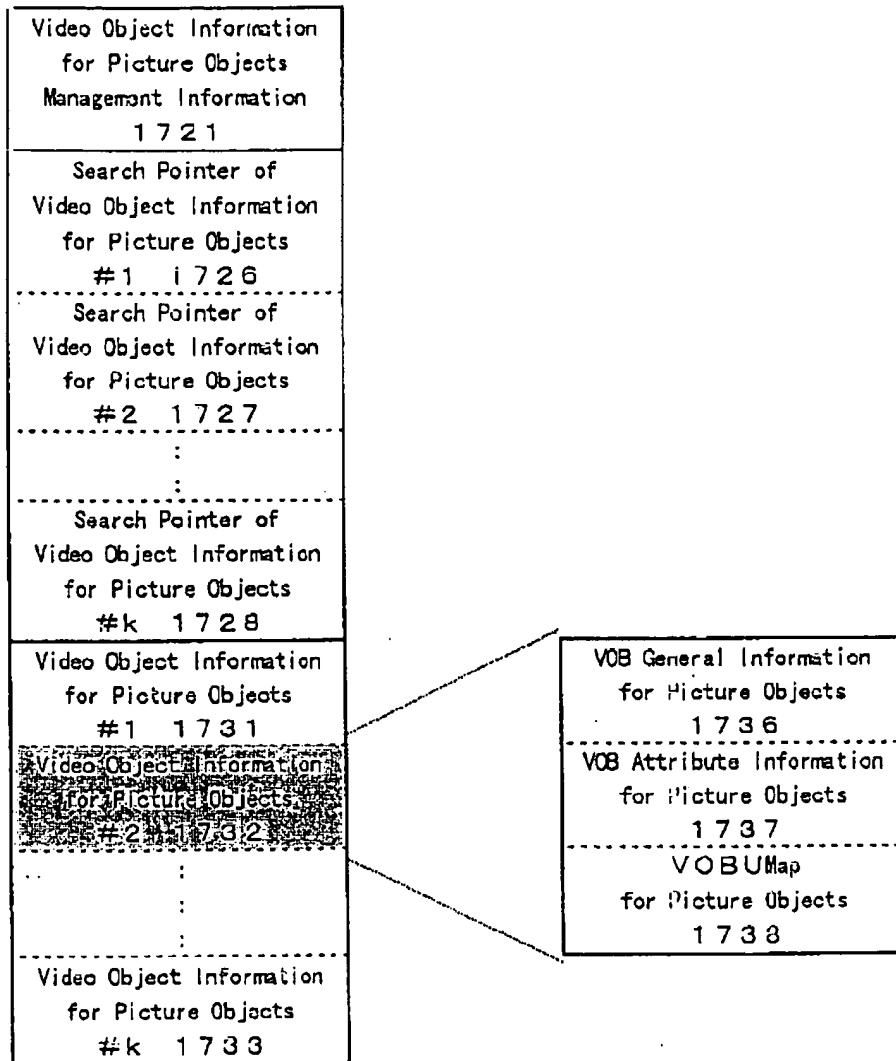 Video Object Information
for Picture Objects
Management Information
1721
Search Pointer of
Video Object Information
for Picture Objects
#1 1726
Search Pointer of
Video Object Information
for Picture Objects
#2 1727
:
:
Search Pointer of
Video Object Information
for Picture Objects
#k 1728
Video Object Information
for Picture Objects
#1 1731
Video Object Information
for Picture Objects
#2 1732
:
:
:
Video Object Information
for Picture Objects
#k 1733
VOB General Information
for Picture Objects
1736
VOB Attribute Information
for Picture Objects
1737
VOBUMap
for Picture Objects
1738